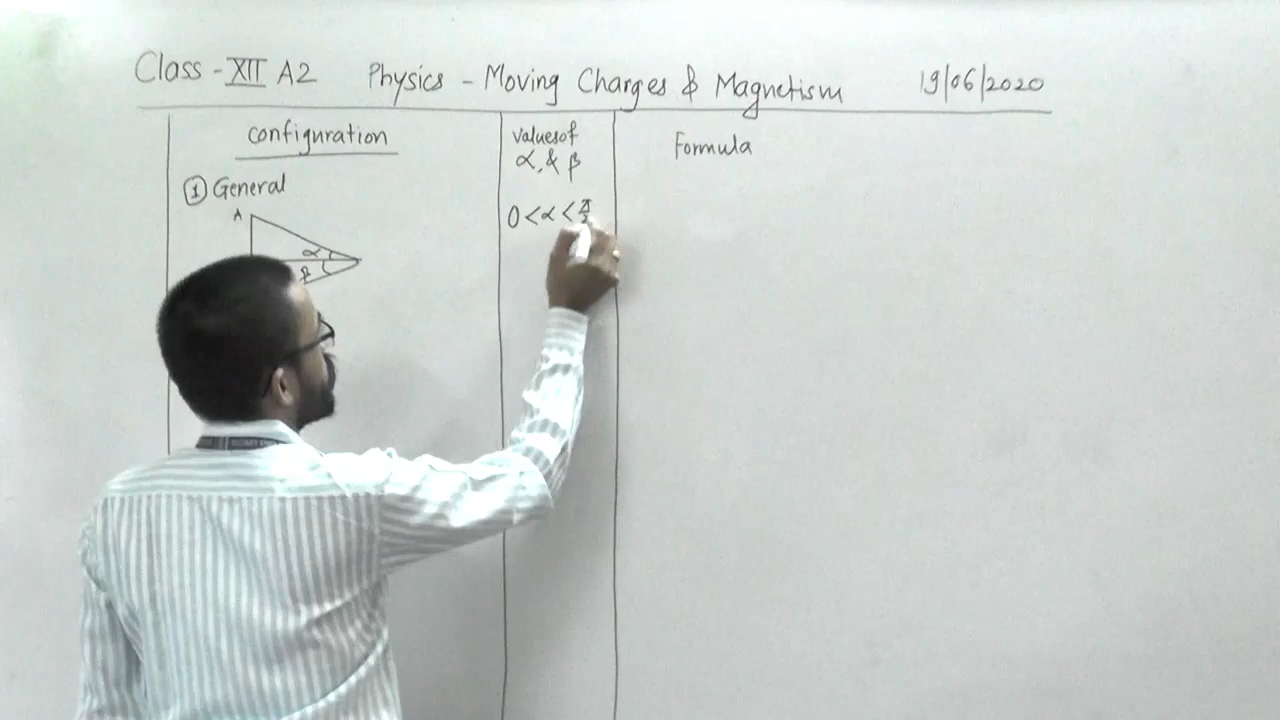 Class - XII A2 Physics - Moving Charges & Magnetism 19/06/2020
Configuration
values of
α, & β
Formula
① General
A
0 < α < π/2
α
β